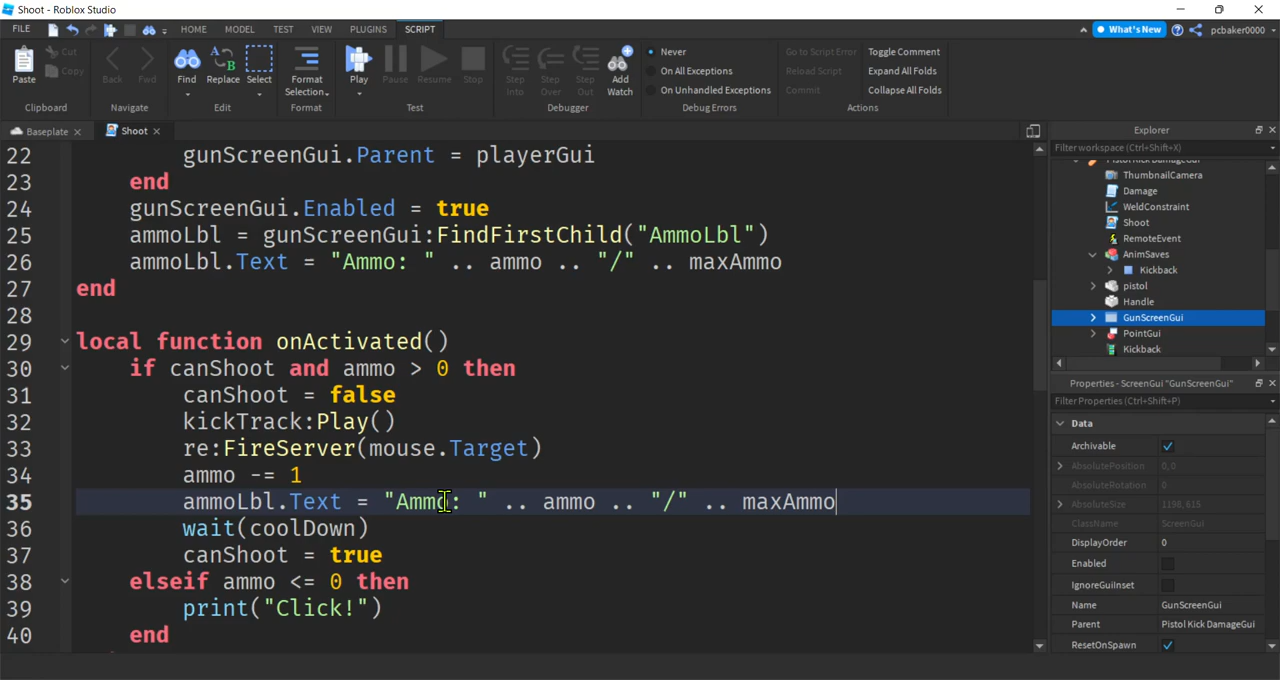 Shoot - Roblox Studio
FILE HOME MODEL TEST VIEW PLUGINS SCRIPT What's New pcbaker0000
Paste Cut Copy Back Fwd Find Replace Select Format Selection Play Pause Resume Stop Step Into Step Over Step Out Add Watch
Never
On All Exceptions
On Unhandled Exceptions
Go to Script Error
Reload Script
Commit
Toggle Comment
Expand All Folds
Collapse All Folds
Clipboard Navigate Edit Format Test Debugger Debug Errors Actions
Baseplate Shoot
22 gunScreenGui.Parent = playerGui
23 end
24 gunScreenGui.Enabled = true
25 ammoLbl = gunScreenGui:FindFirstChild("AmmoLbl")
26 ammoLbl.Text = "Ammo: " .. ammo .. "/" .. maxAmmo
27 end
28
29 local function onActivated()
30 if canShoot and ammo > 0 then
31 canShoot = false
32 kickTrack:Play()
33 re:FireServer(mouse.Target)
34 ammo -= 1
35 ammoLbl.Text = "Ammo: " .. ammo .. "/" .. maxAmmo
36 wait(coolDown)
37 canShoot = true
38 elseif ammo <= 0 then
39 print("Click!")
40 end
Explorer
Filter workspace (Ctrl+Shift+X)
Pistol Kick DamageGui
ThumbnailCamera
Damage
WeldConstraint
Shoot
RemoteEvent
AnimSaves
Kickback
pistol
Handle
GunScreenGui
PointGui
Kickback
Properties - ScreenGui "GunScreenGui"
Filter Properties (Ctrl+Shift+P)
Data
Archivable
AbsolutePosition 0, 0
AbsoluteRotation 0
AbsoluteSize 1198, 615
ClassName ScreenGui
DisplayOrder 0
Enabled
IgnoreGuiInset
Name GunScreenGui
Parent Pistol Kick DamageGui
ResetOnSpawn